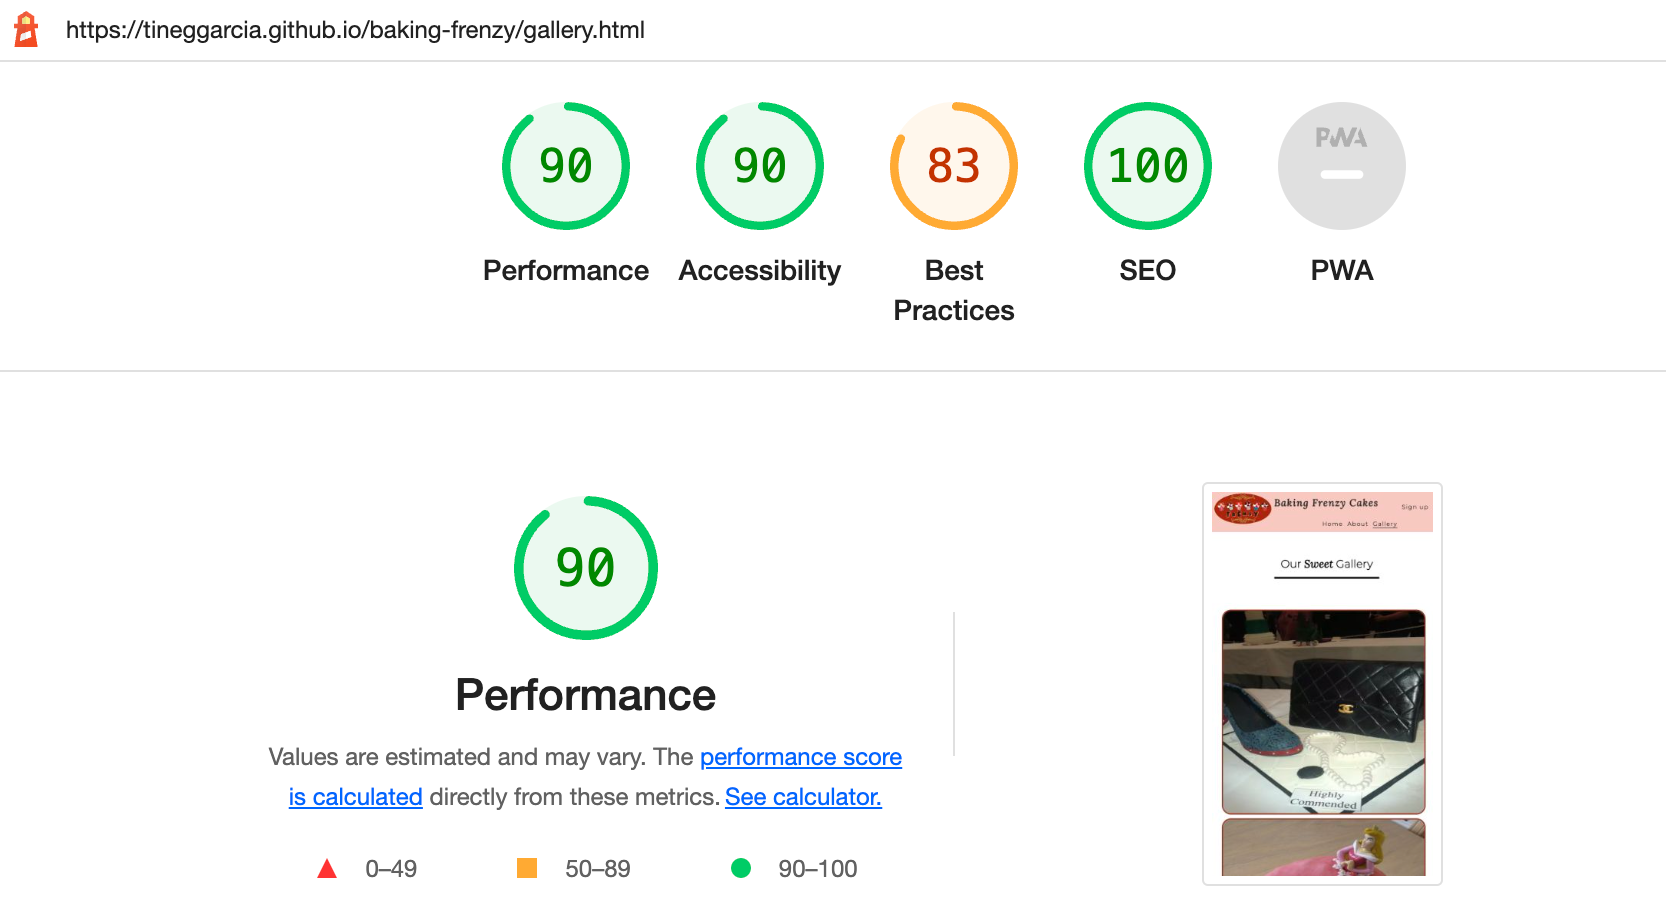 https://tineggarcia.github.io/baking-frenzy/gallery.html
90
90
83
100
PWA
Performance
Accessibility
Best
Practices
SEO
PWA
90
Performance
Values are estimated and may vary. The performance score
is calculated directly from these metrics. See calculator.
0–49
50–89
90–100
Baking Frenzy Cakes
Sign up
Home About Gallery
Our Sweet Gallery
Highly
Commended